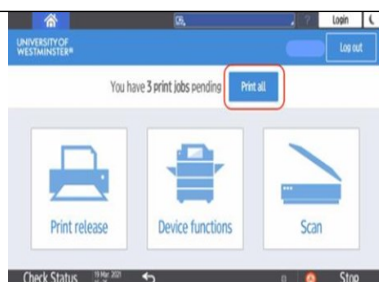 Login
UNIVERSITY OF
WESTMINSTER
Log out
You have 3 print jobs pending
Print all
Print release
Device functions
Scan
Check Status
19 Mar 2021
Stop